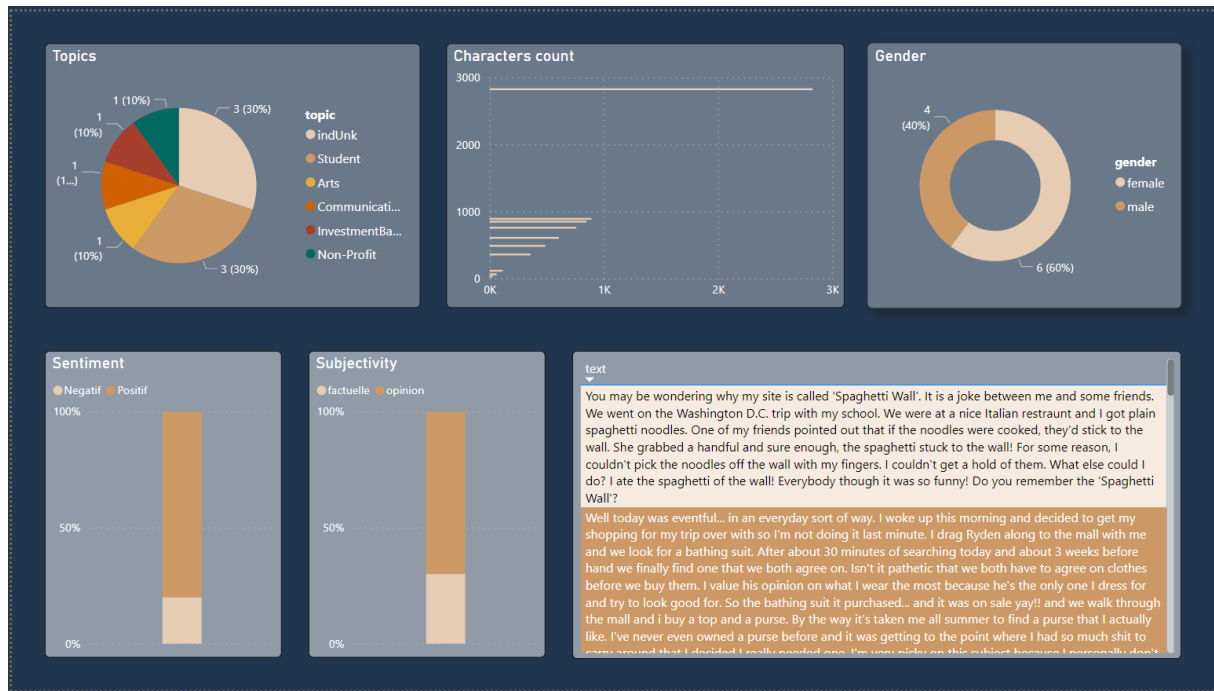 Topics
1 (10%)
3 (30%)
1
(10%)
1
(1...)
1
(10%)
3 (30%)
topic
indUnk
Student
Arts
Communicati...
InvestmentBa...
Non-Profit
Characters count
3000
2000
1000
0
0K
1K
2K
3K
Gender
4
(40%)
6 (60%)
gender
female
male
Sentiment
Negatif Positif
100%
50%
0%
Subjectivity
factuelle opinion
100%
50%
0%
text
You may be wondering why my site is called 'Spaghetti Wall'. It is a joke between me and some friends.
We went on the Washington D.C. trip with my school. We were at a nice Italian restraunt and I got plain
spaghetti noodles. One of my friends pointed out that if the noodles were cooked, they'd stick to the
wall. She grabbed a handful and sure enough, the spaghetti stuck to the wall! For some reason, I
couldn't pick the noodles off the wall with my fingers. I couldn't get a hold of them. What else could I
do? I ate the spaghetti of the wall! Everybody though it was so funny! Do you remember the 'Spaghetti
Wall'?
Well today was eventful... in an everyday sort of way. I woke up this morning and decided to get my
shopping for my trip over with so I'm not doing it last minute. I drag Ryden along to the mall with me
and we look for a bathing suit. After about 30 minutes of searching today and about 3 weeks before
hand we finally find one that we both agree on. Isn't it pathetic that we both have to agree on clothes
before we buy them. I value his opinion on what I wear the most because he's the only one I dress for
and try to look good for. So the bathing suit it purchased... and it was on sale yay!! and we walk through
the mall and i buy a top and a purse. By the way it's taken me all summer to find a purse that I actually
like. I've never even owned a purse before and it was getting to the point where I had so much shit to
carry around that I decided I really needed one. I'm very picky on this subject because I personally don't